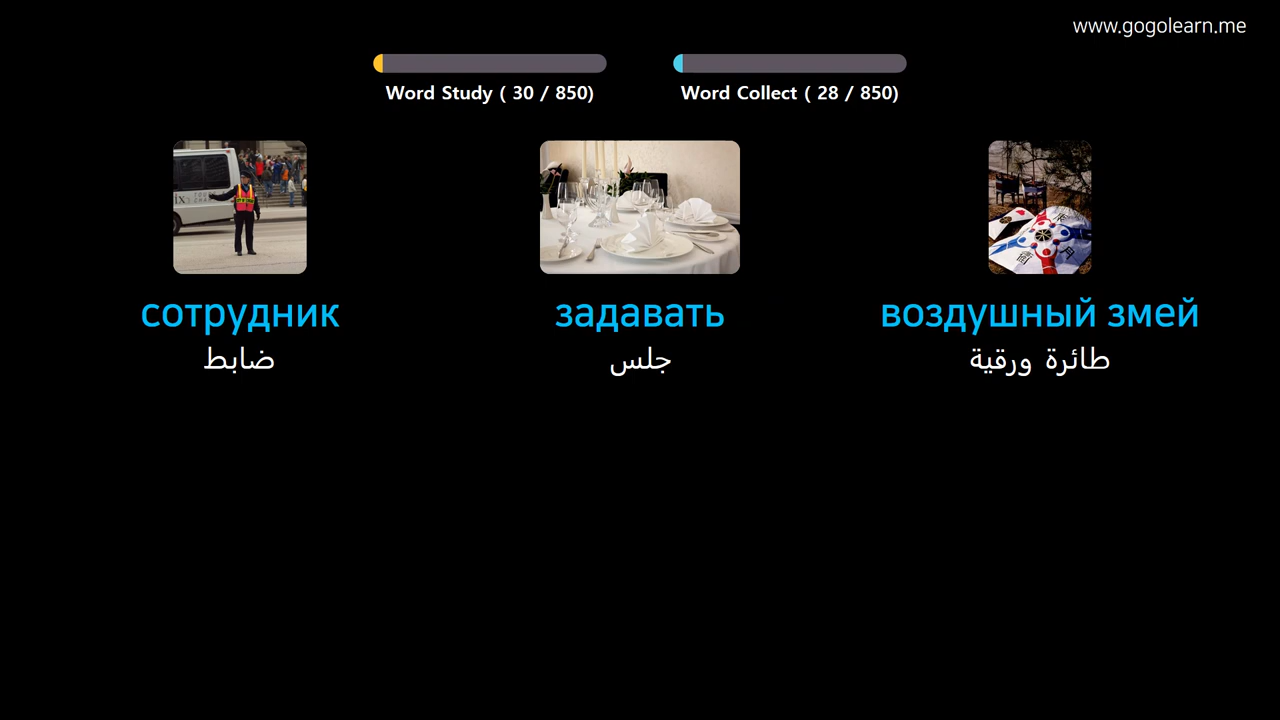 www.gogolearn.me
Word Study ( 30 / 850)
Word Collect ( 28 / 850)
сотрудник
задавать
воздушный змей
ضابط
جلس
طائرة ورقية